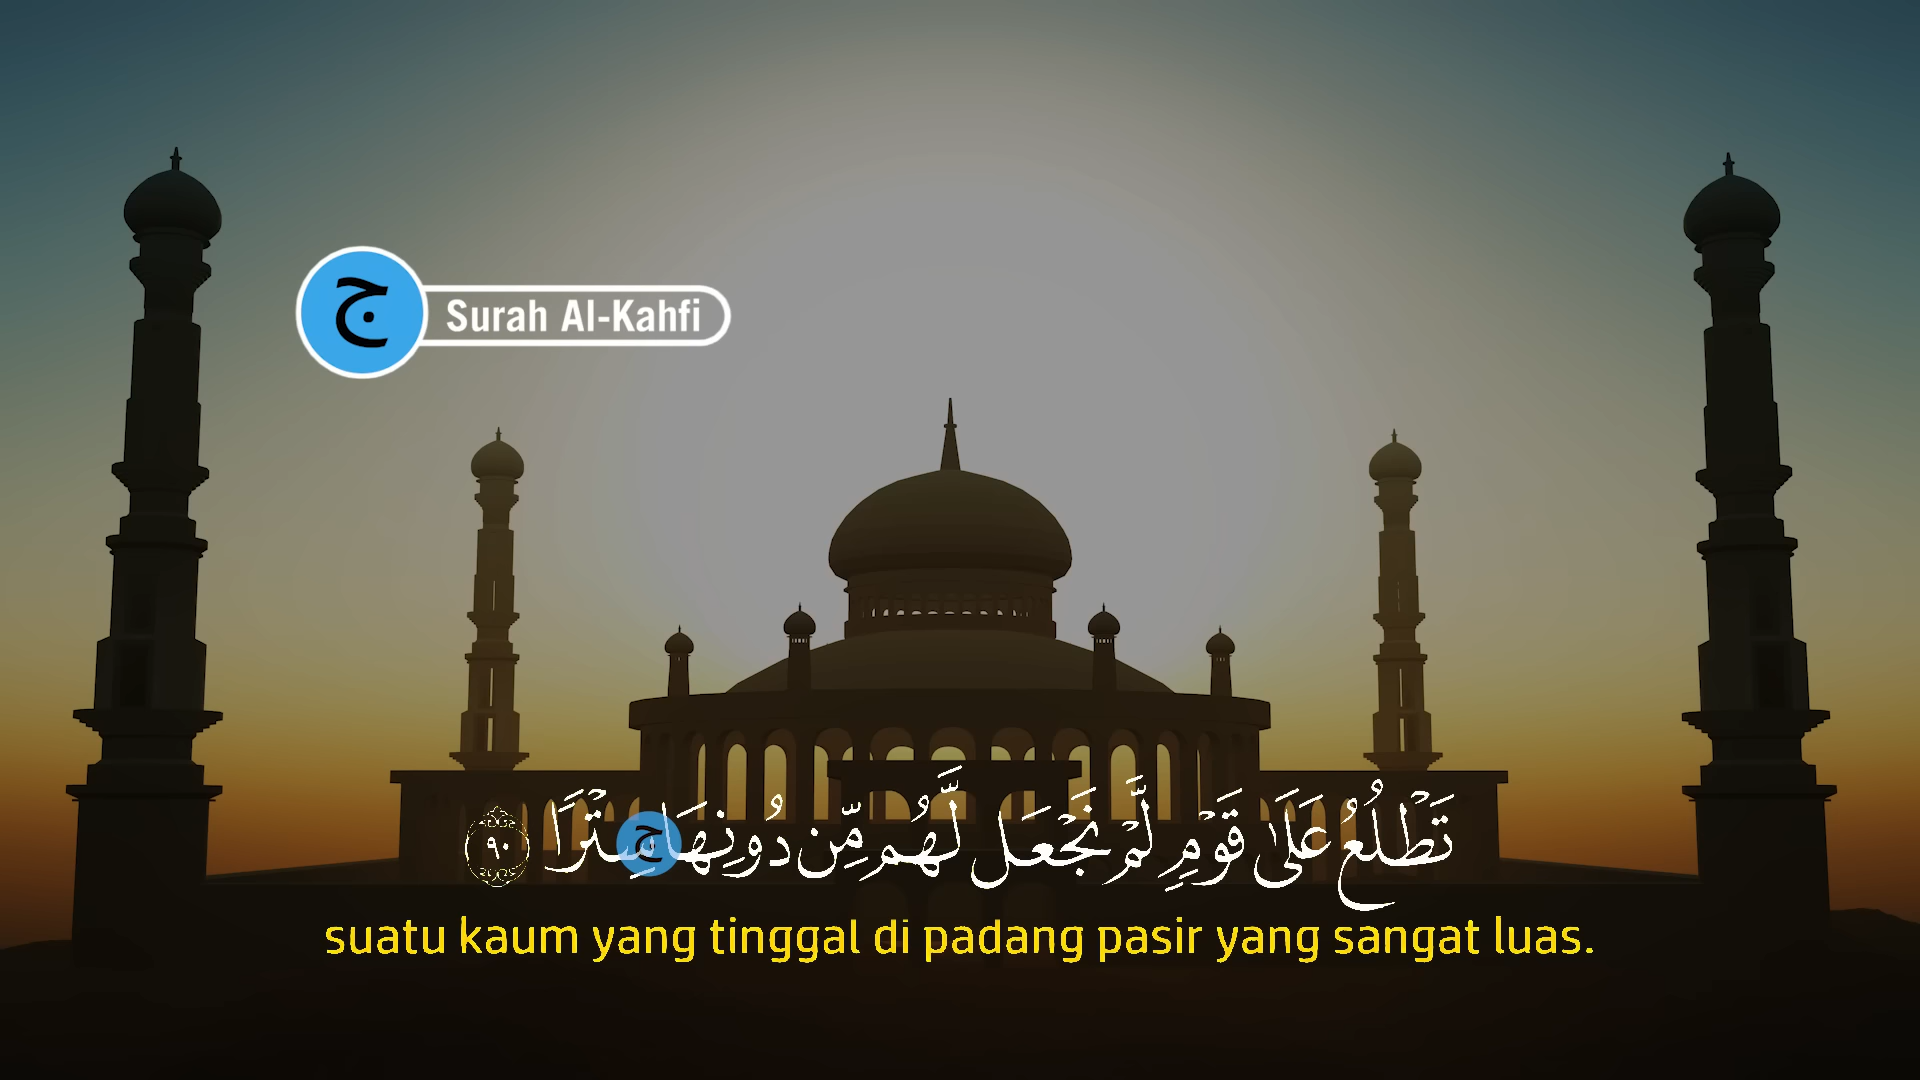 ج
Surah Al-Kahfi
تَطْلُعُ عَلَىٰ قَوْمٍ لَّمْ نَجْعَل لَّهُم مِّن دُونِهَا سِتْرًا ٩٠
ج
suatu kaum yang tinggal di padang pasir yang sangat luas.